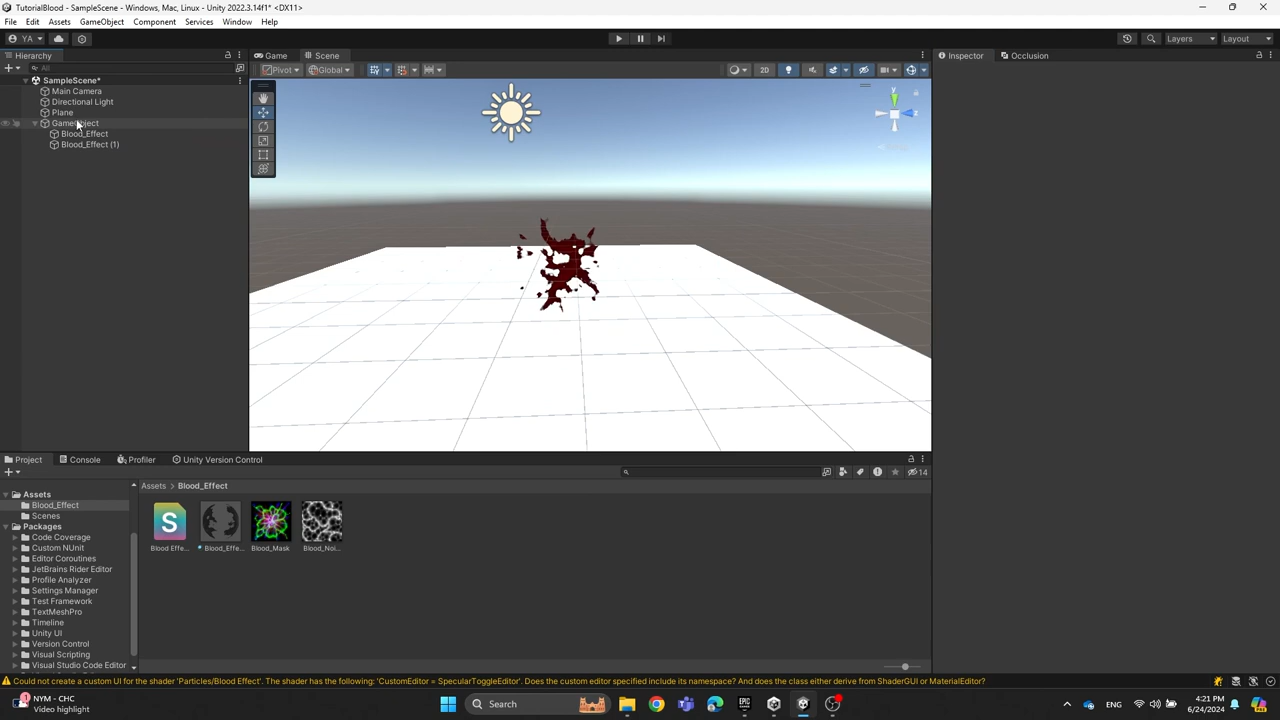 TutorialBlood - SampleScene - Windows, Mac, Linux - Unity 2022.3.14f1* <DX11>
File Edit Assets GameObject Component Services Window Help
YA Layers Layout
Hierarchy Game Scene Inspector Occlusion
All Pivot Global 2D
SampleScene*
Main Camera
Directional Light
Plane
GameObject
Blood_Effect
Blood_Effect (1)
y
z
Project Console Profiler Unity Version Control
14
Assets Assets > Blood_Effect
Blood_Effect
Scenes
Packages
Code Coverage
Custom NUnit
Editor Coroutines
S
Blood Effe... Blood_Effe... Blood_Mask Blood_Noi...
JetBrains Rider Editor
Profile Analyzer
Settings Manager
Test Framework
TextMeshPro
Timeline
Unity UI
Version Control
Visual Scripting
Visual Studio Code Editor
Could not create a custom UI for the shader 'Particles/Blood Effect'. The shader has the following: 'CustomEditor = SpecularToggleEditor'. Does the custom editor specified include its namespace? And does the class either derive from ShaderGUI or MaterialEditor?
1 NYM - CHC
Video highlight
Search
ENG
4:21 PM
6/24/2024